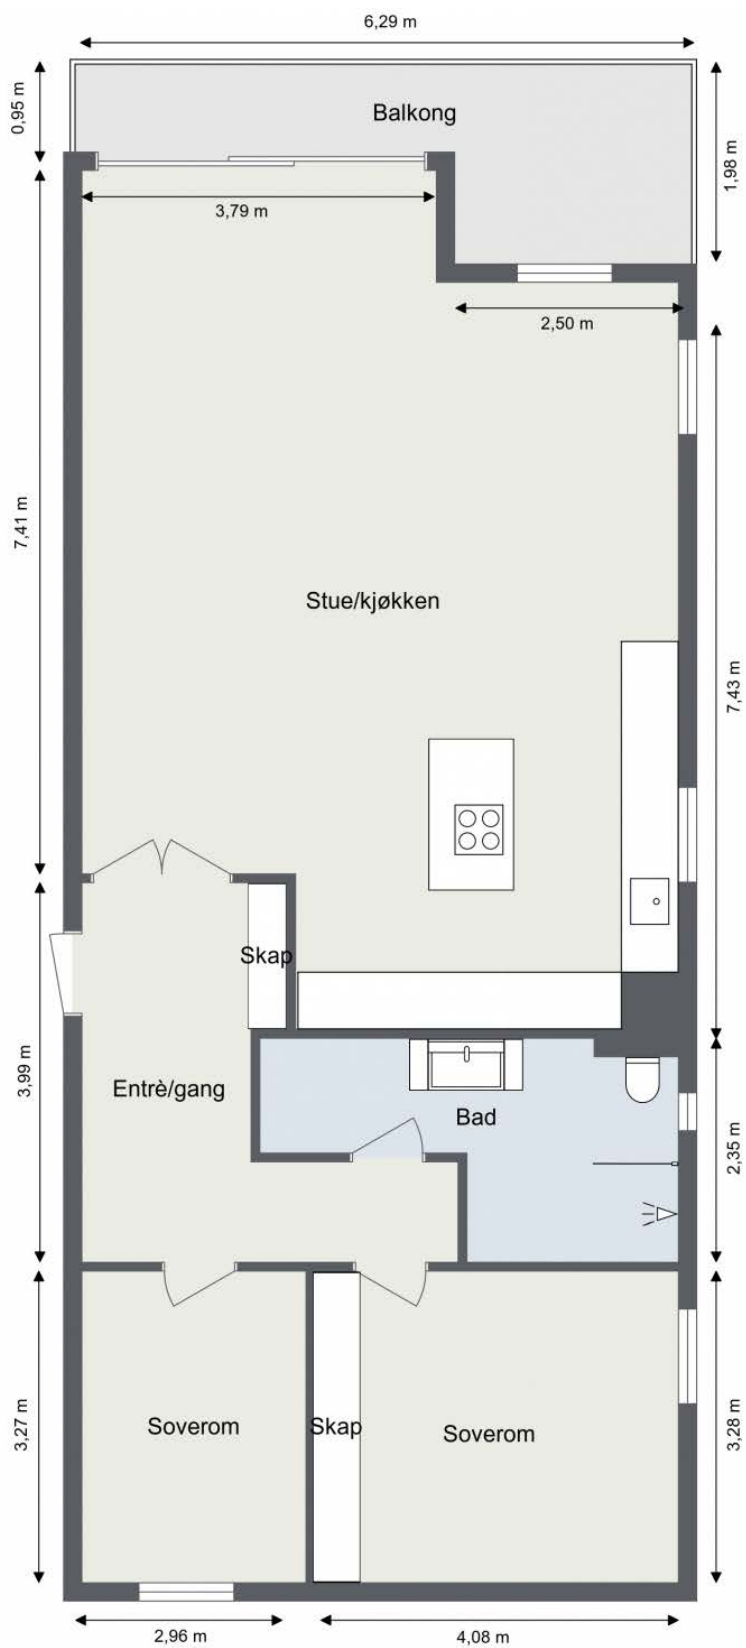 6,29 m
0,95 m
Balkong
1,98 m
3,79 m
2,50 m
7,41 m
Stue/kjøkken
7,43 m
Skap
3,99 m
Entrè/gang
Bad
2,35 m
3,27 m
Soverom
Skap
Soverom
3,28 m
2,96 m
4,08 m